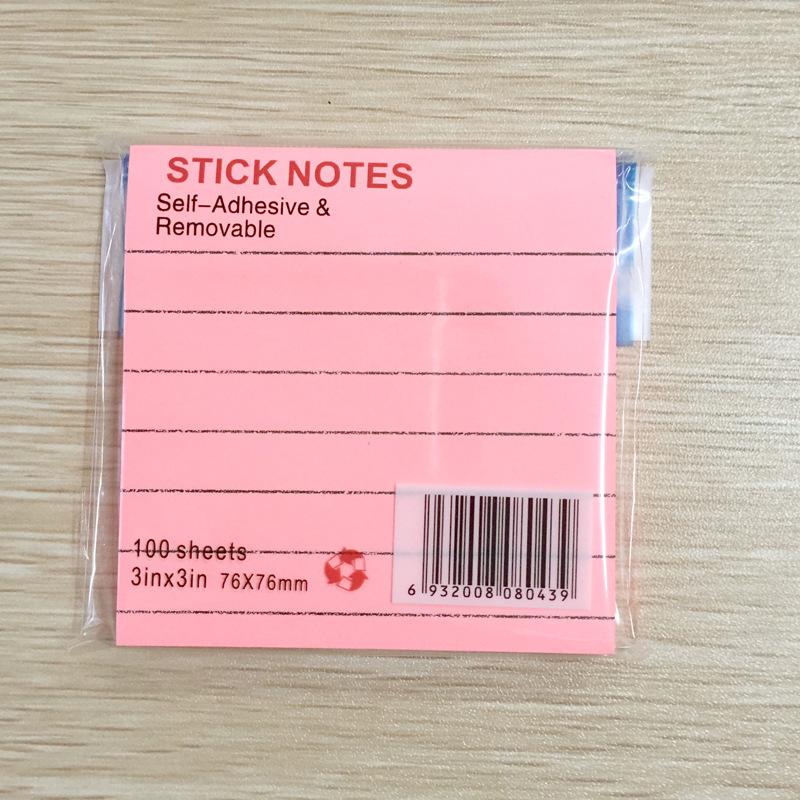 STICK NOTES
Self-Adhesive &
Removable
100 sheets
3inx3in 76X76mm
6 932008 080439